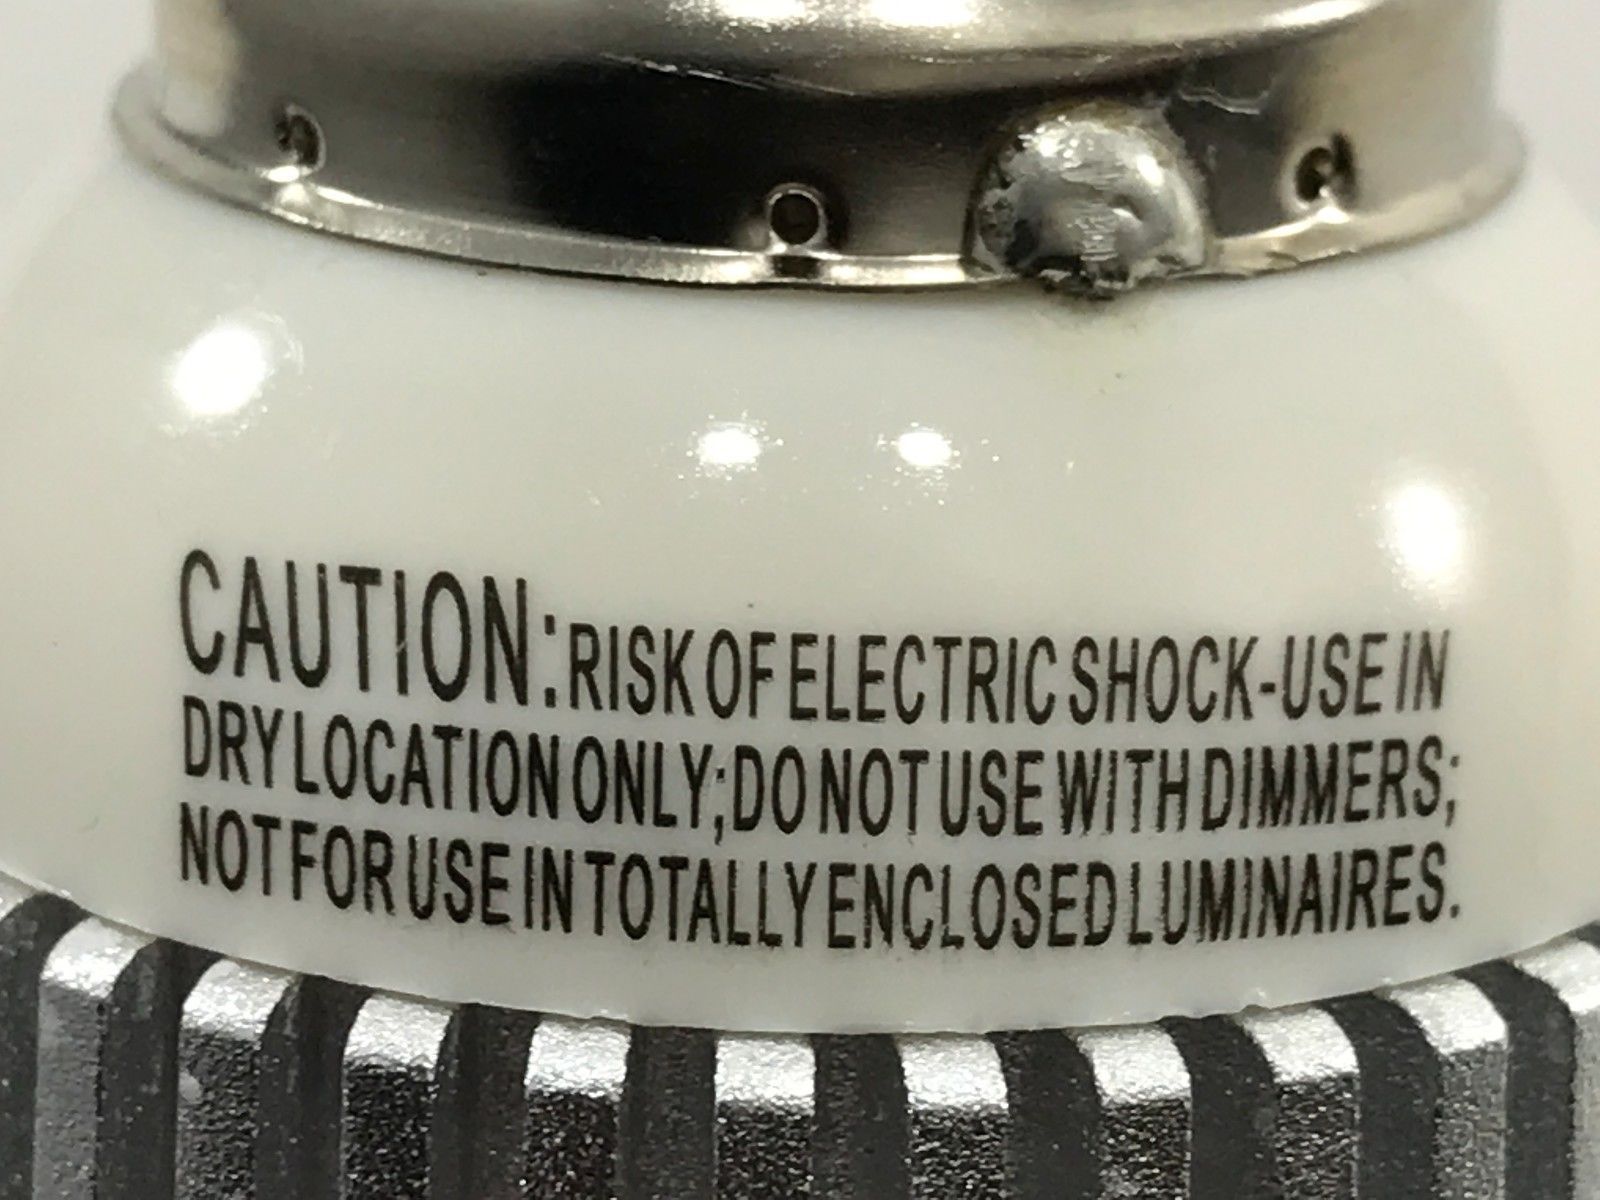 CAUTION: RISK OF ELECTRIC SHOCK-USE IN
DRY LOCATION ONLY; DO NOT USE WITH DIMMERS;
NOT FOR USE IN TOTALLY ENCLOSED LUMINAIRES.